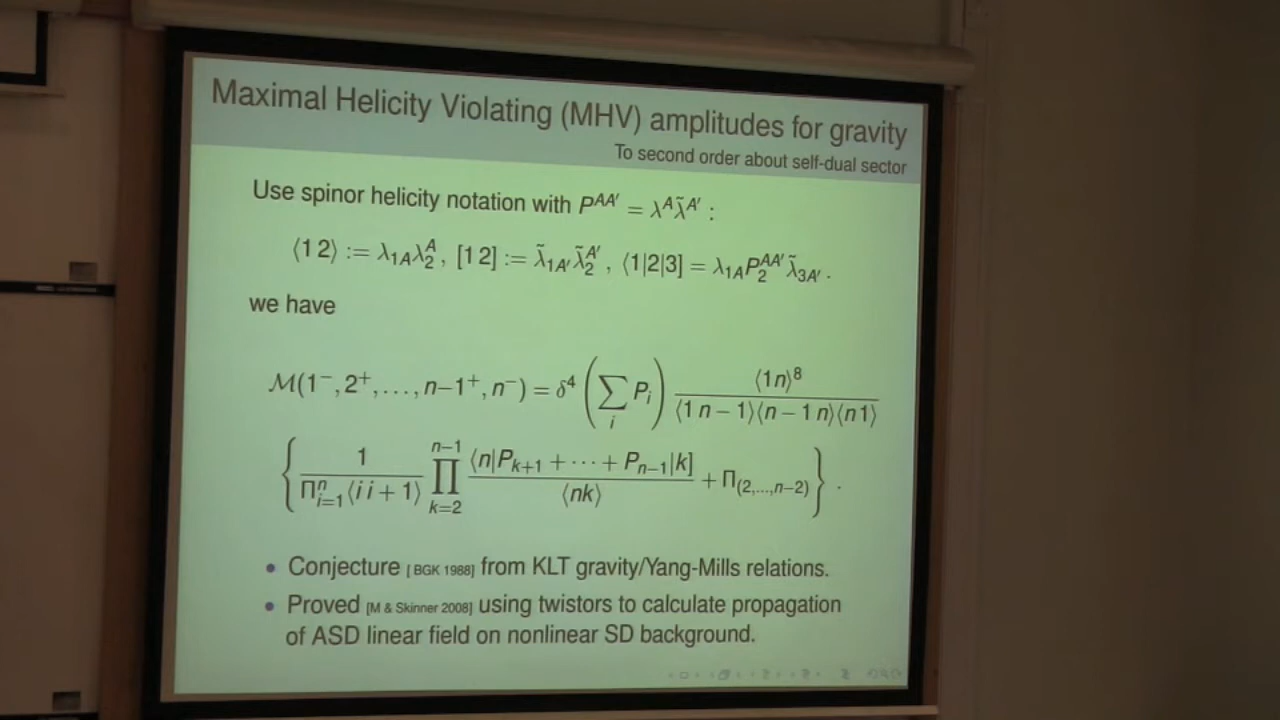 Maximal Helicity Violating (MHV) amplitudes for gravity
To second order about self-dual sector
Use spinor helicity notation with P^{AA′} = λ^A λ̃^{A′} :
⟨1 2⟩ := λ_{1A}λ_2^A , [1 2] := λ̃_{1A′}λ̃_2^{A′} , ⟨1|2|3] = λ_{1A}P_2^{AA′}λ̃_{3A′} .
we have
ℳ(1⁻, 2⁺, …, n−1⁺, n⁻) = δ⁴ (∑_i P_i) ⟨1n⟩⁸ / ⟨1 n − 1⟩⟨n − 1 n⟩⟨n 1⟩
{ 1 / Π_{i=1}^n ⟨i i + 1⟩ ∏_{k=2}^{n−1} ⟨n|P_{k+1} + ⋯ + P_{n−1}|k] / ⟨nk⟩ + Π_{(2,…,n−2)} } .
• Conjecture [ BGK 1988] from KLT gravity/Yang-Mills relations.
• Proved [M & Skinner 2008] using twistors to calculate propagation
of ASD linear field on nonlinear SD background.